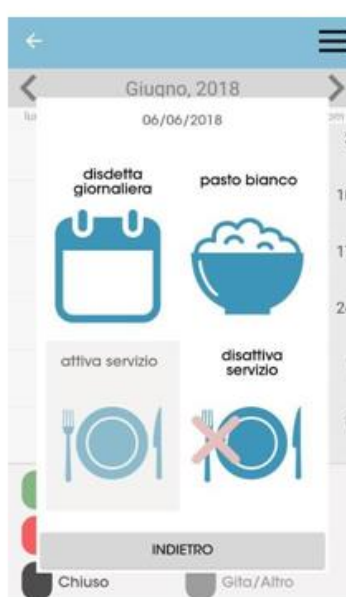 Giugno, 2018
06/06/2018
disdetta
giornaliera
pasto bianco
attiva servizio
disattiva
servizio
INDIETRO
Chiuso
Gita/Altro